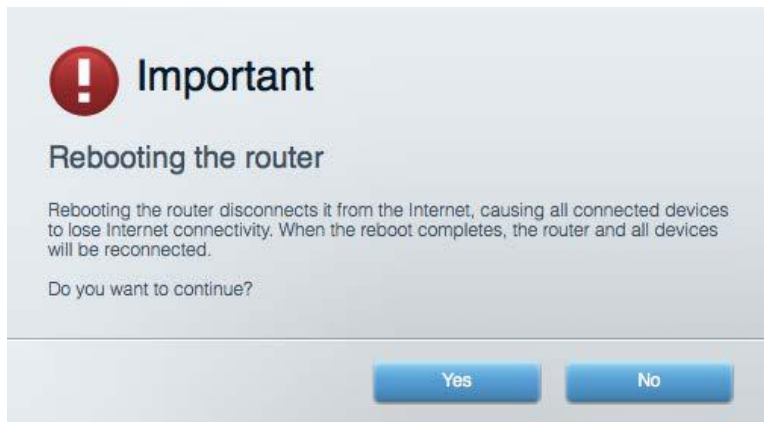 Important
Rebooting the router
Rebooting the router disconnects it from the Internet, causing all connected devices
to lose Internet connectivity. When the reboot completes, the router and all devices
will be reconnected.
Do you want to continue?
Yes No